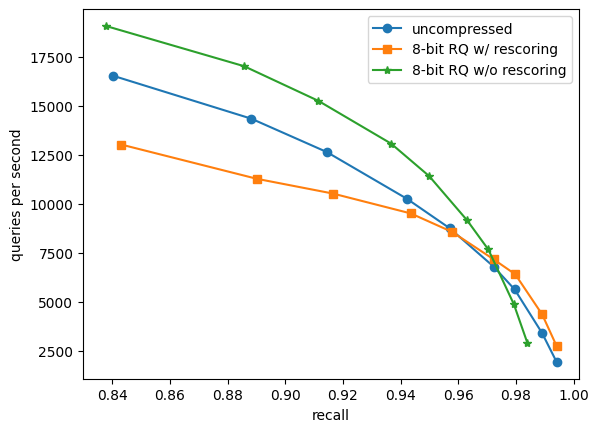 uncompressed
8-bit RQ w/ rescoring
8-bit RQ w/o rescoring
17500
15000
12500
10000
7500
5000
2500
queries per second
0.84 0.86 0.88 0.90 0.92 0.94 0.96 0.98 1.00
recall